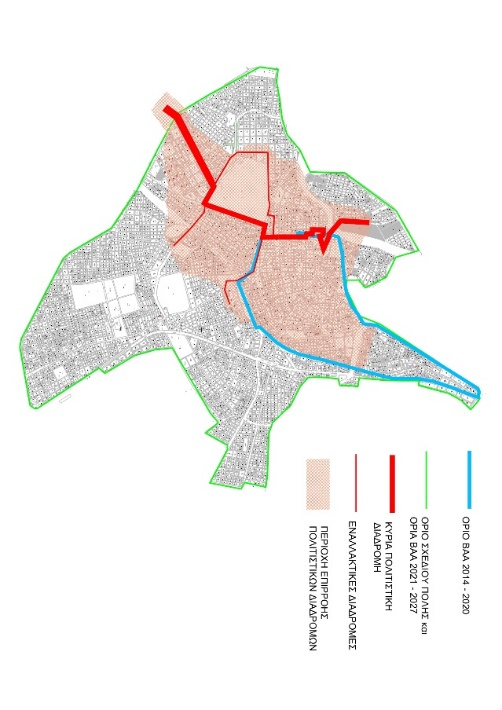 ΟΡΙΟ ΒΑΑ 2014 - 2020
ΟΡΙΟ ΣΧΕΔΙΟΥ ΠΟΛΗΣ και
ΟΡΙΑ ΒΑΑ 2021 - 2027
ΚΥΡΙΑ ΠΟΛΙΤΙΣΤΙΚΗ
ΔΙΑΔΡΟΜΗ
ΕΝΑΛΛΑΚΤΙΚΕΣ ΔΙΑΔΡΟΜΕΣ
ΠΕΡΙΟΧΗ ΕΠΙΡΡΟΗΣ
ΠΟΛΙΤΙΣΤΙΚΩΝ ΔΙΑΔΡΟΜΩΝ